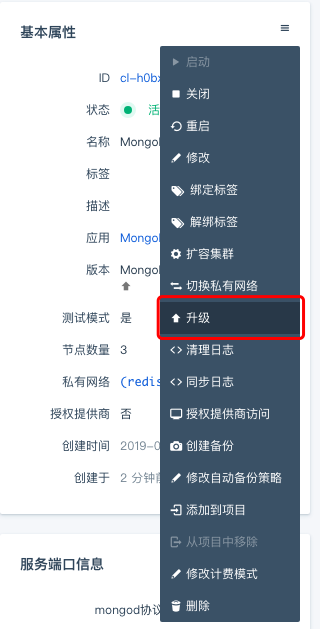 基本属性
ID cl-h0bx
状态 活
名称 Mongo
标签
描述
应用 Mongo
版本 Mongo
测试模式 是
节点数量 3
私有网络 (redis
授权提供商 否
创建时间 2019-0
创建于 2 分钟前
启动
关闭
重启
修改
绑定标签
解绑标签
扩容集群
切换私有网络
升级
清理日志
同步日志
授权提供商访问
创建备份
修改自动备份策略
添加到项目
从项目中移除
修改计费模式
删除
服务端口信息
mongod协议